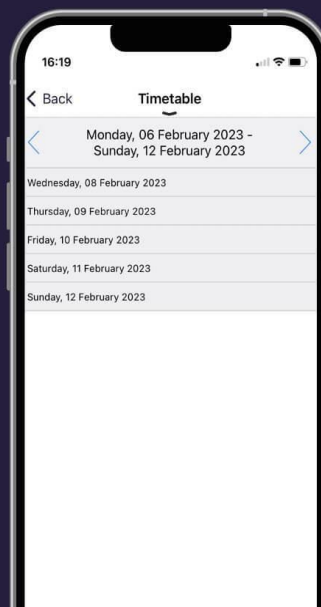 16:19
Back
Timetable
Monday, 06 February 2023 -
Sunday, 12 February 2023
Wednesday, 08 February 2023
Thursday, 09 February 2023
Friday, 10 February 2023
Saturday, 11 February 2023
Sunday, 12 February 2023